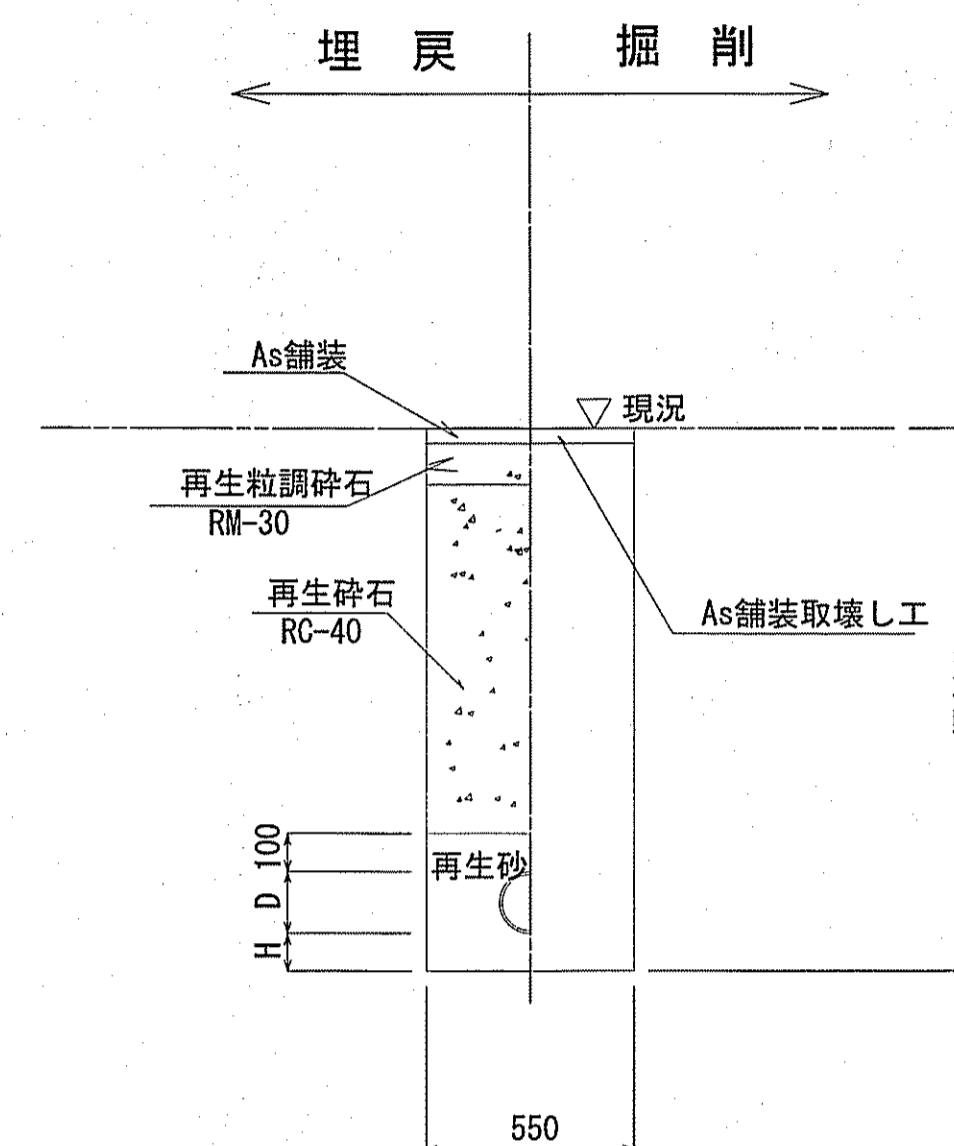 埋 戻
掘 削
As舗装
現況
再生粒調砕石
RM-30
再生砕石
RC-40
As舗装取壊し工
100
再生砂
D
H
550